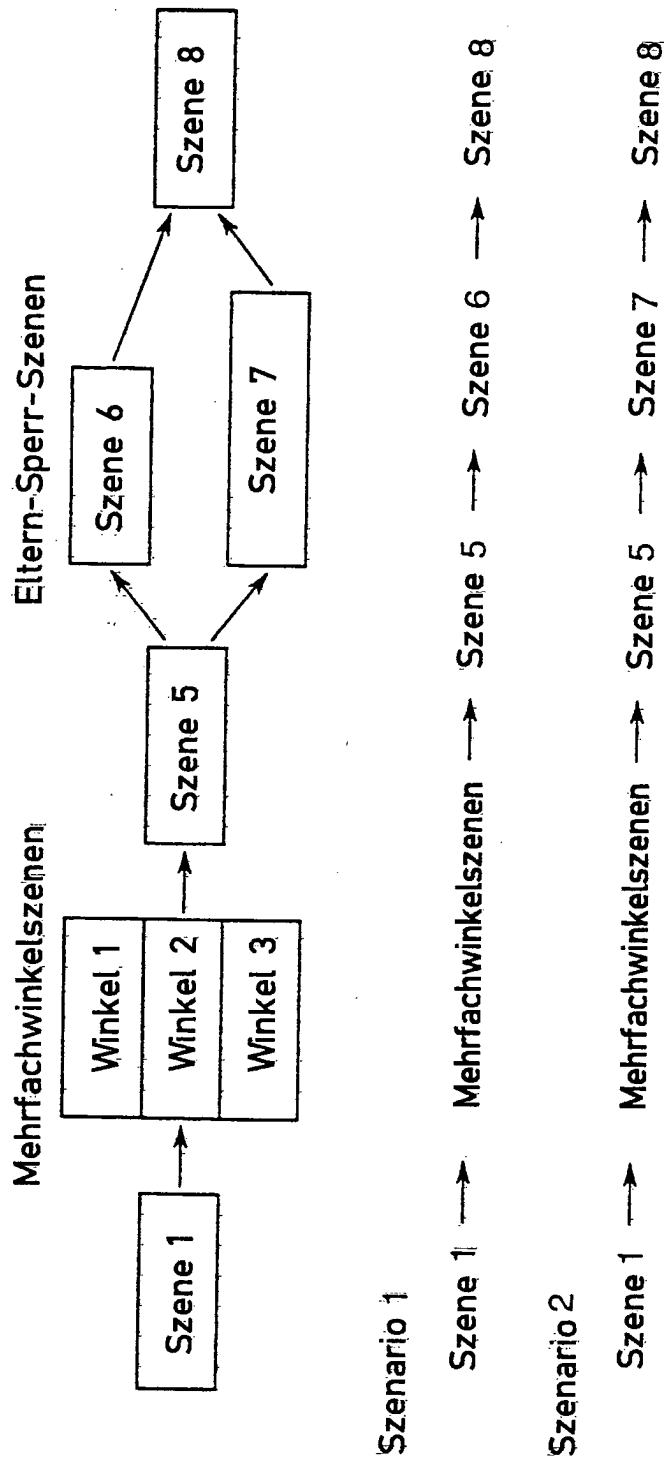 Mehrfachwinkelszenen
Eltern-Sperr-Szenen
Szene 1
Winkel 1
Winkel 2
Winkel 3
Szene 5
Szene 6
Szene 7
Szene 8
Szenario 1
Szene 1 → Mehrfachwinkelszenen → Szene 5 → Szene 6 → Szene 8
Szenario 2
Szene 1 → Mehrfachwinkelszenen → Szene 5 → Szene 7 → Szene 8